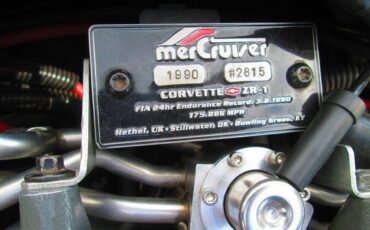 merCruiser
1990 #2815
CORVETTE ZR-1
FIA 24hr Endurance Record: 3.2.1990
175.885 MPH
Hethel, UK • Stillwater, OK • Bowling Green, KY